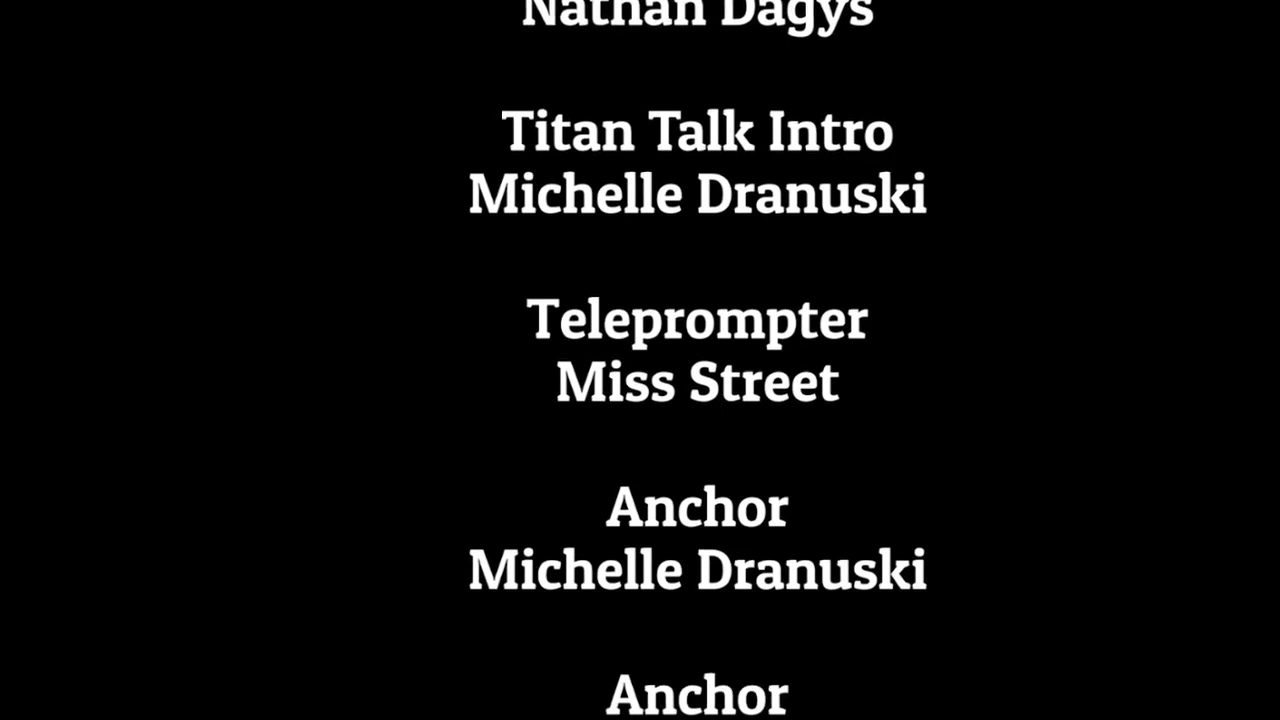 Nathan Dagys
Titan Talk Intro
Michelle Dranuski
Teleprompter
Miss Street
Anchor
Michelle Dranuski
Anchor